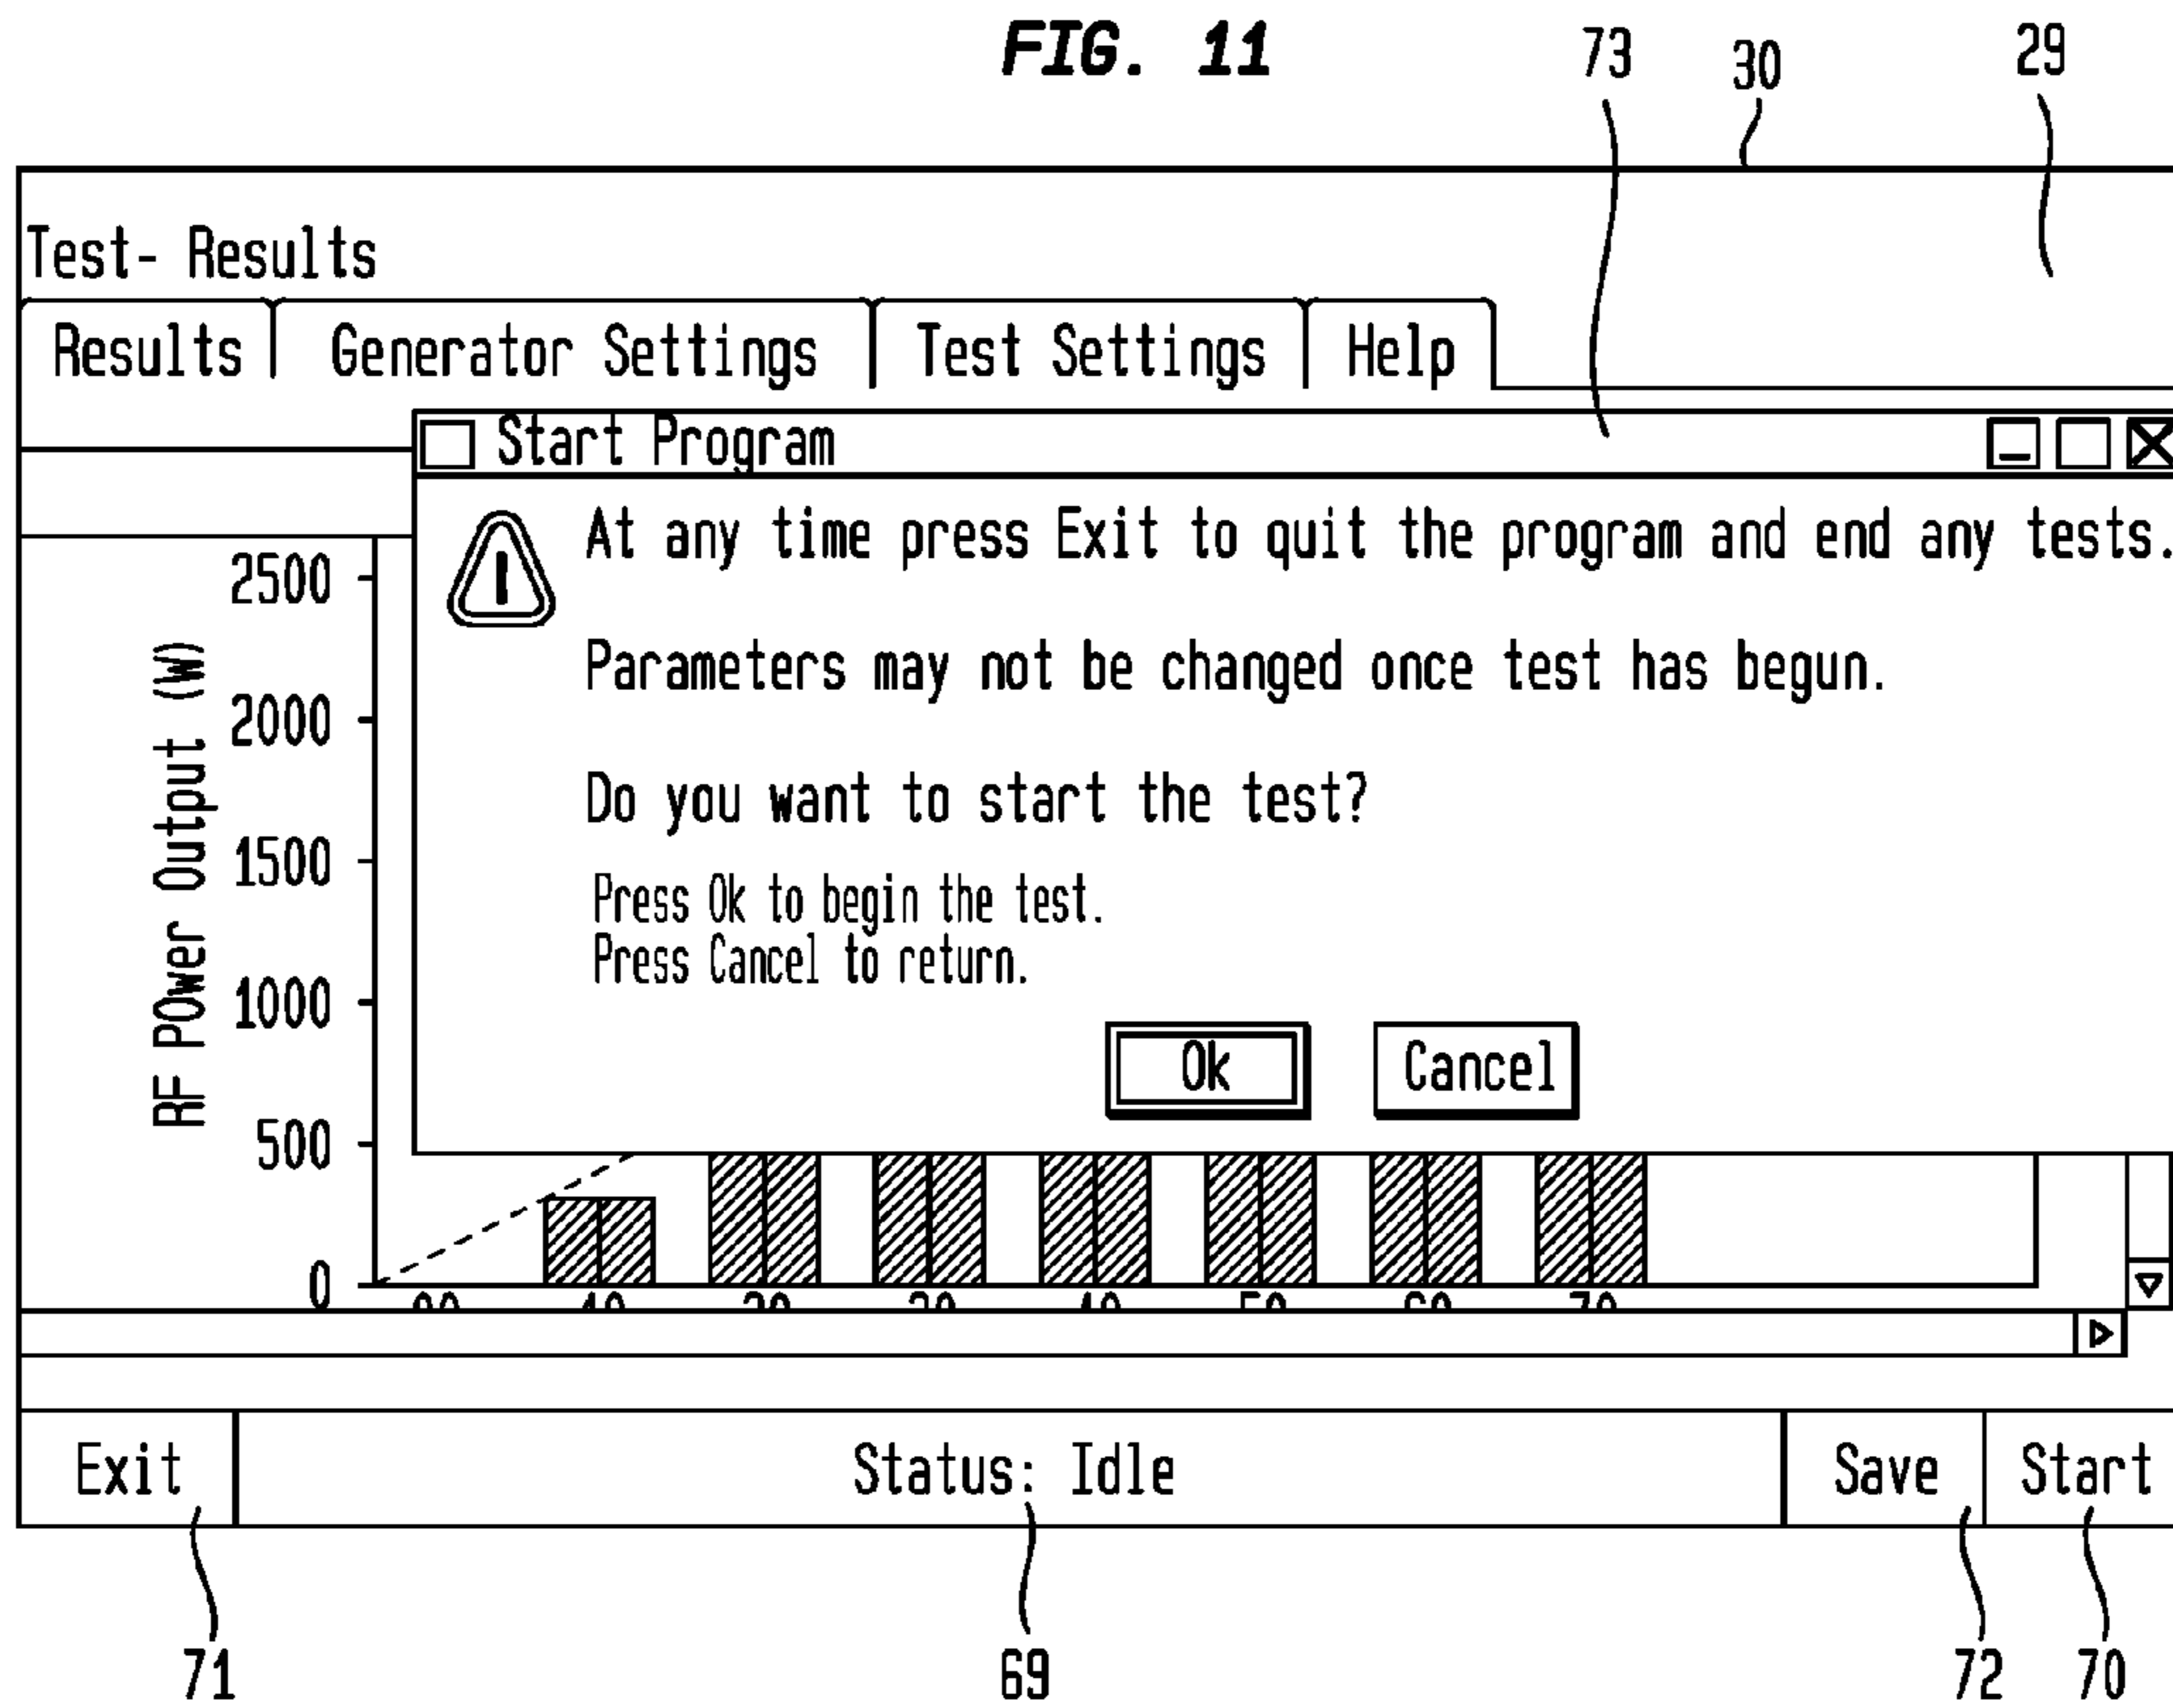 FIG. 11
73
30
29
Test- Results
Results
Generator Settings
Test Settings
Help
Start Program
At any time press Exit to quit the program and end any tests.
Parameters may not be changed once test has begun.
Do you want to start the test?
Press Ok to begin the test.
Press Cancel to return.
Ok
Cancel
RF POwer Output (W)
2500
2000
1500
1000
500
0
Exit
Status: Idle
Save
Start
71
69
72
70